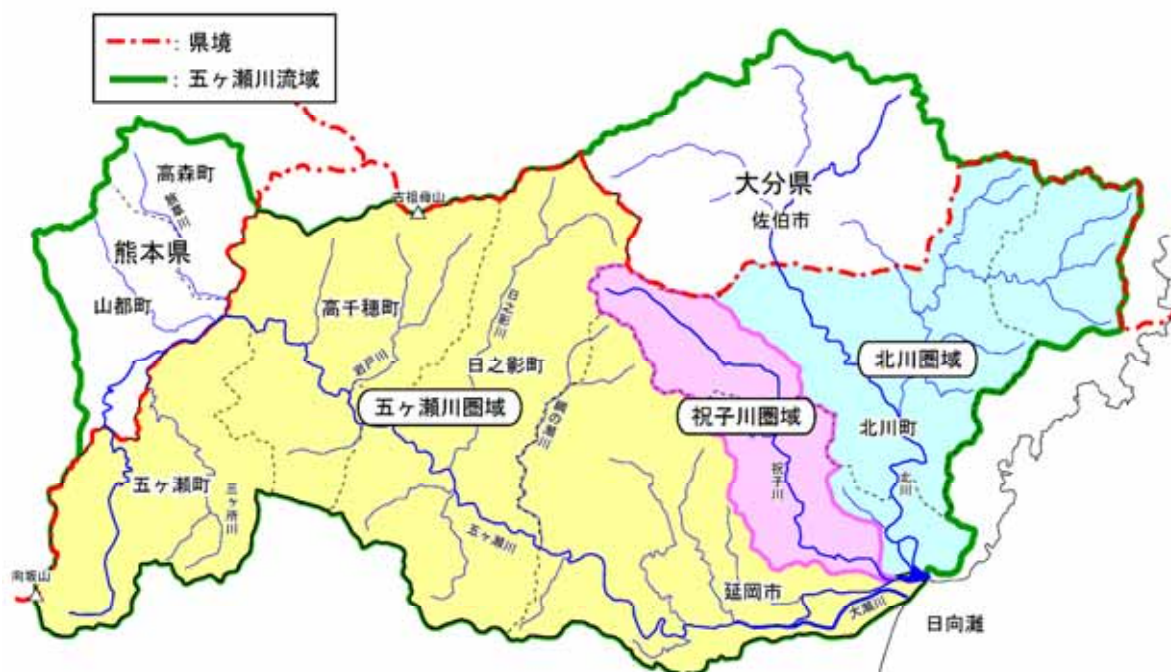 ：県境
：五ヶ瀬川流域
高森町
古祖母山
大分県
佐伯市
熊本県
山都町
高千穂町
日之影川
岩戸川
日之影町
北川圏域
五ヶ瀬川圏域
祝子川圏域
綱の瀬川
北川町
五ヶ瀬町
三ヶ所川
祝子川
北川
五ヶ瀬川
向坂山
延岡市
大瀬川
日向灘